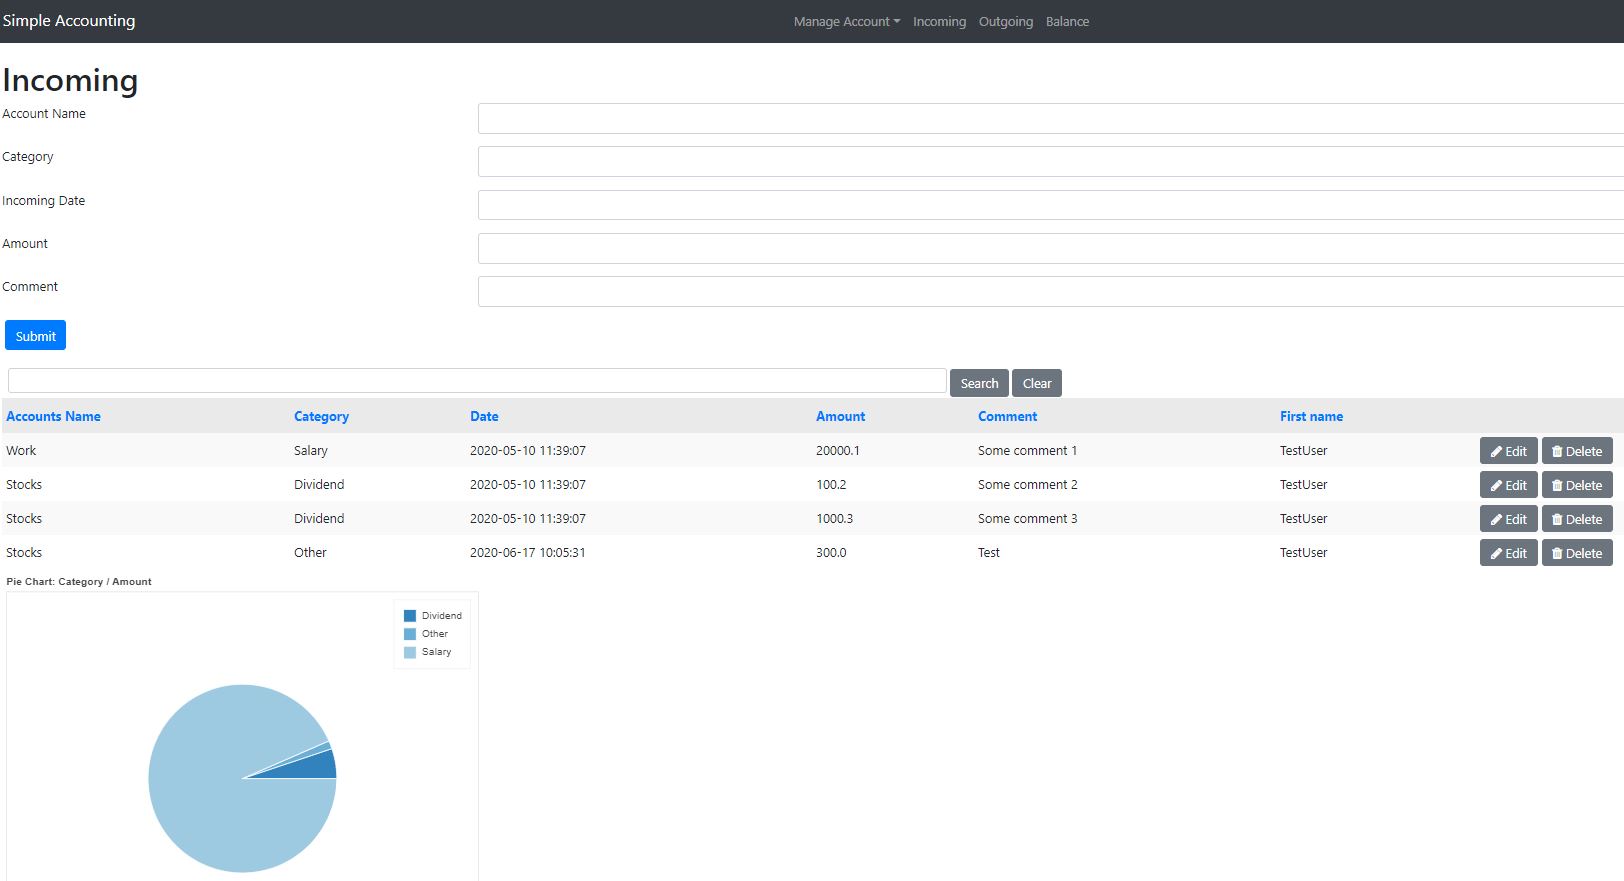 Simple Accounting Manage Account Incoming Outgoing Balance
Incoming
Account Name
Category
Incoming Date
Amount
Comment
Submit
Search Clear
Accounts Name Category Date Amount Comment First name
Work Salary 2020-05-10 11:39:07 20000.1 Some comment 1 TestUser Edit Delete
Stocks Dividend 2020-05-10 11:39:07 100.2 Some comment 2 TestUser Edit Delete
Stocks Dividend 2020-05-10 11:39:07 1000.3 Some comment 3 TestUser Edit Delete
Stocks Other 2020-06-17 10:05:31 300.0 Test TestUser Edit Delete
Pie Chart: Category / Amount
Dividend
Other
Salary